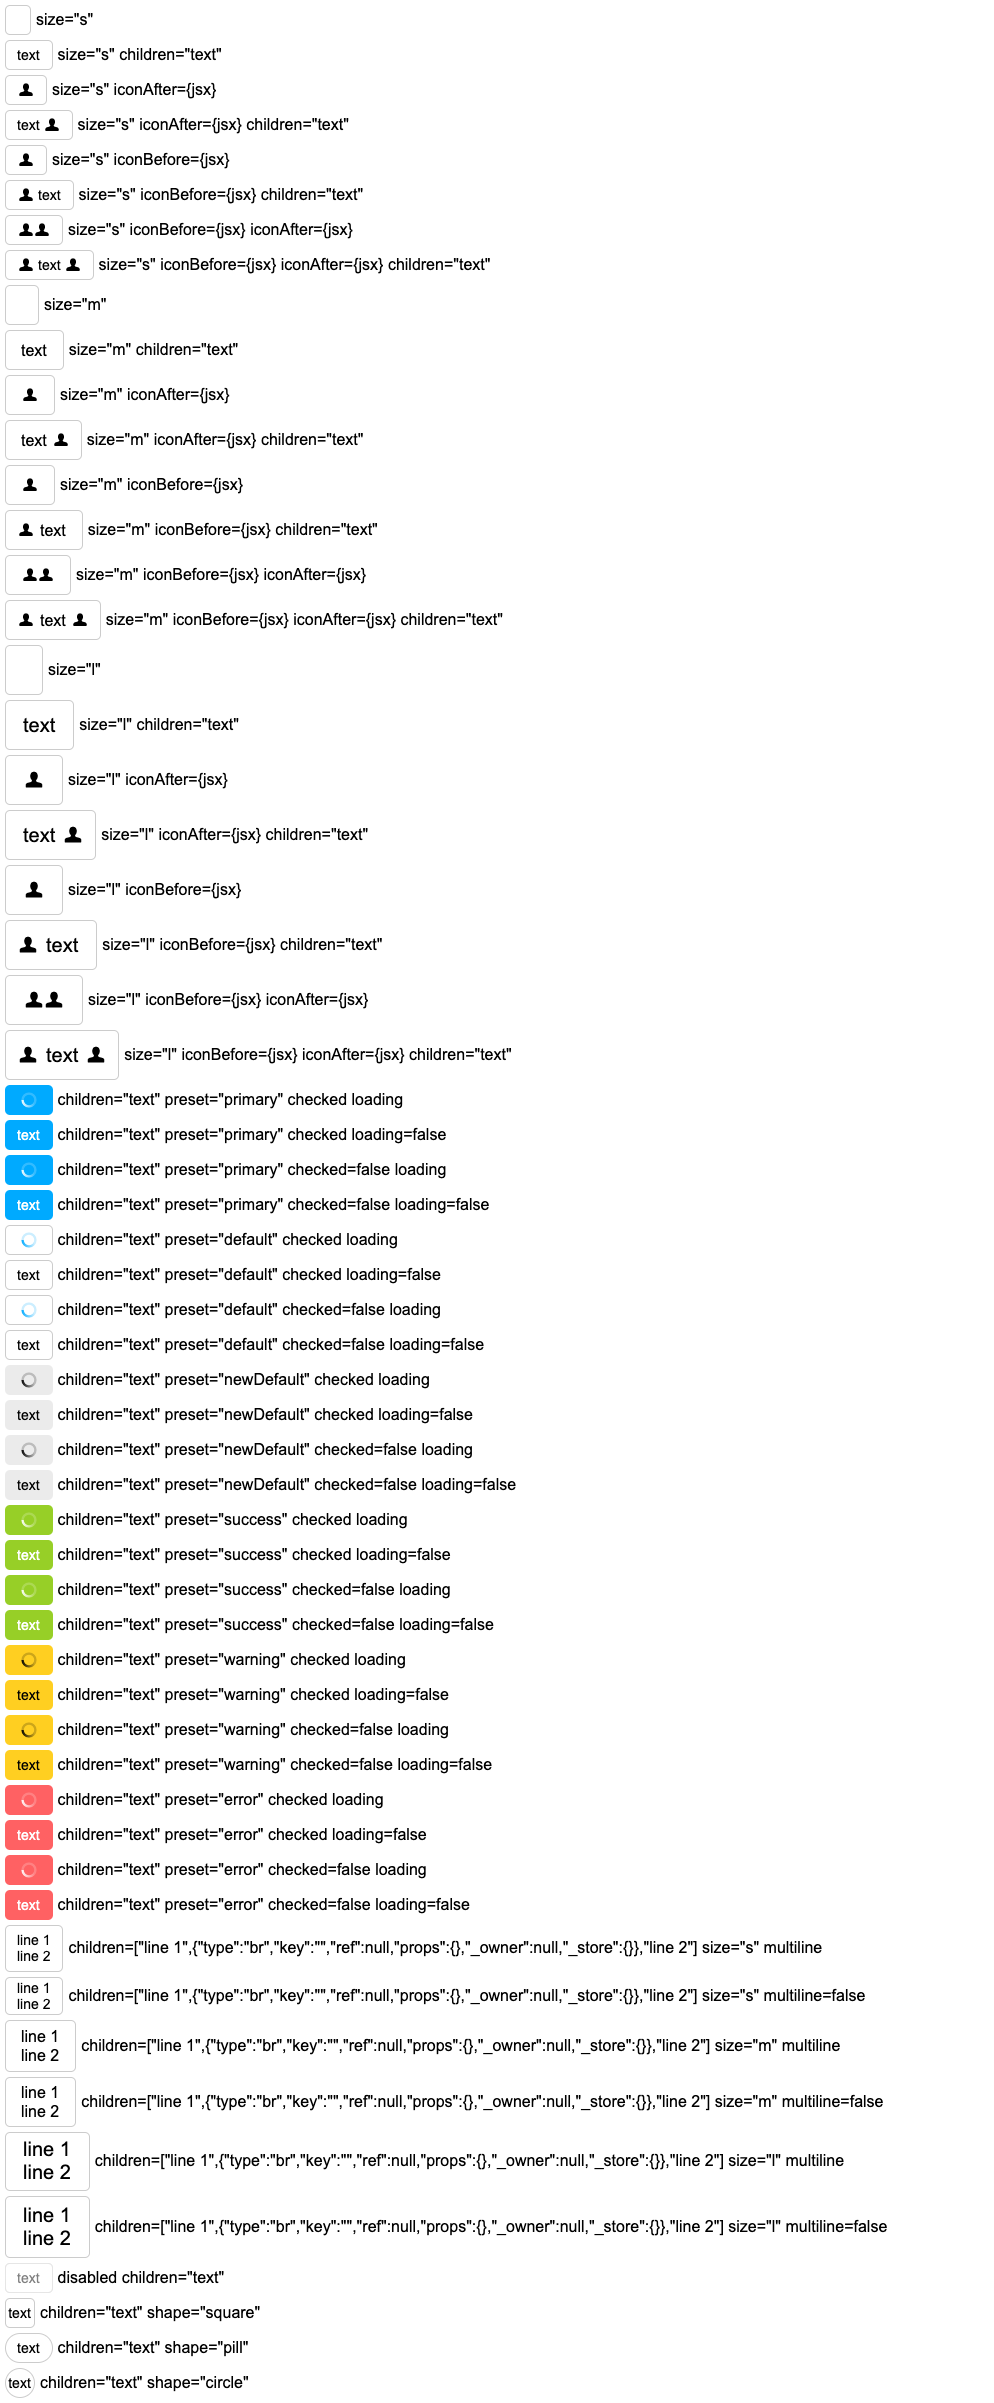 size="s"
text size="s" children="text"
size="s" iconAfter={jsx}
text size="s" iconAfter={jsx} children="text"
size="s" iconBefore={jsx}
text size="s" iconBefore={jsx} children="text"
size="s" iconBefore={jsx} iconAfter={jsx}
text size="s" iconBefore={jsx} iconAfter={jsx} children="text"
size="m"
text size="m" children="text"
size="m" iconAfter={jsx}
text size="m" iconAfter={jsx} children="text"
size="m" iconBefore={jsx}
text size="m" iconBefore={jsx} children="text"
size="m" iconBefore={jsx} iconAfter={jsx}
text size="m" iconBefore={jsx} iconAfter={jsx} children="text"
size="l"
text size="l" children="text"
size="l" iconAfter={jsx}
text size="l" iconAfter={jsx} children="text"
size="l" iconBefore={jsx}
text size="l" iconBefore={jsx} children="text"
size="l" iconBefore={jsx} iconAfter={jsx}
text size="l" iconBefore={jsx} iconAfter={jsx} children="text"
children="text" preset="primary" checked loading
text children="text" preset="primary" checked loading=false
children="text" preset="primary" checked=false loading
text children="text" preset="primary" checked=false loading=false
children="text" preset="default" checked loading
text children="text" preset="default" checked loading=false
children="text" preset="default" checked=false loading
text children="text" preset="default" checked=false loading=false
children="text" preset="newDefault" checked loading
text children="text" preset="newDefault" checked loading=false
children="text" preset="newDefault" checked=false loading
text children="text" preset="newDefault" checked=false loading=false
children="text" preset="success" checked loading
text children="text" preset="success" checked loading=false
children="text" preset="success" checked=false loading
text children="text" preset="success" checked=false loading=false
children="text" preset="warning" checked loading
text children="text" preset="warning" checked loading=false
children="text" preset="warning" checked=false loading
text children="text" preset="warning" checked=false loading=false
children="text" preset="error" checked loading
text children="text" preset="error" checked loading=false
children="text" preset="error" checked=false loading
text children="text" preset="error" checked=false loading=false
line 1
line 2
children=["line 1",{"type":"br","key":"","ref":null,"props":{},"_owner":null,"_store":{}},"line 2"] size="s" multiline
line 1
line 2
children=["line 1",{"type":"br","key":"","ref":null,"props":{},"_owner":null,"_store":{}},"line 2"] size="s" multiline=false
line 1
line 2
children=["line 1",{"type":"br","key":"","ref":null,"props":{},"_owner":null,"_store":{}},"line 2"] size="m" multiline
line 1
line 2
children=["line 1",{"type":"br","key":"","ref":null,"props":{},"_owner":null,"_store":{}},"line 2"] size="m" multiline=false
line 1
line 2
children=["line 1",{"type":"br","key":"","ref":null,"props":{},"_owner":null,"_store":{}},"line 2"] size="l" multiline
line 1
line 2
children=["line 1",{"type":"br","key":"","ref":null,"props":{},"_owner":null,"_store":{}},"line 2"] size="l" multiline=false
text disabled children="text"
text children="text" shape="square"
text children="text" shape="pill"
text children="text" shape="circle"